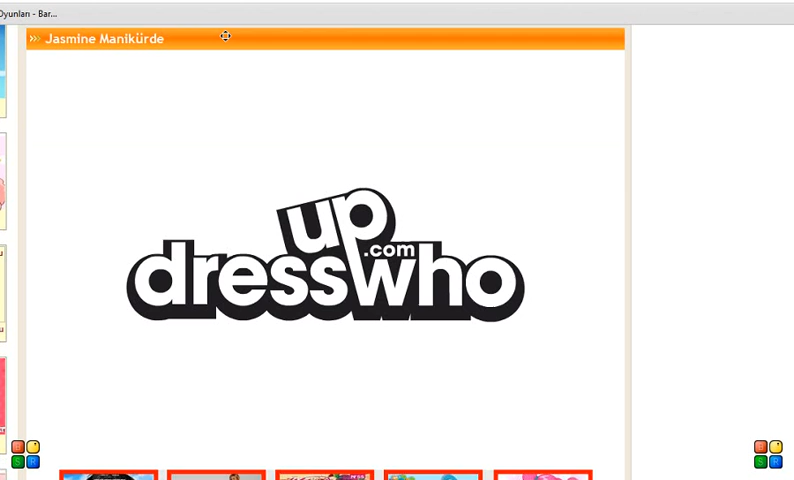 Oyunları - Bar...
Jasmine Manikürde
up
.com
dresswho